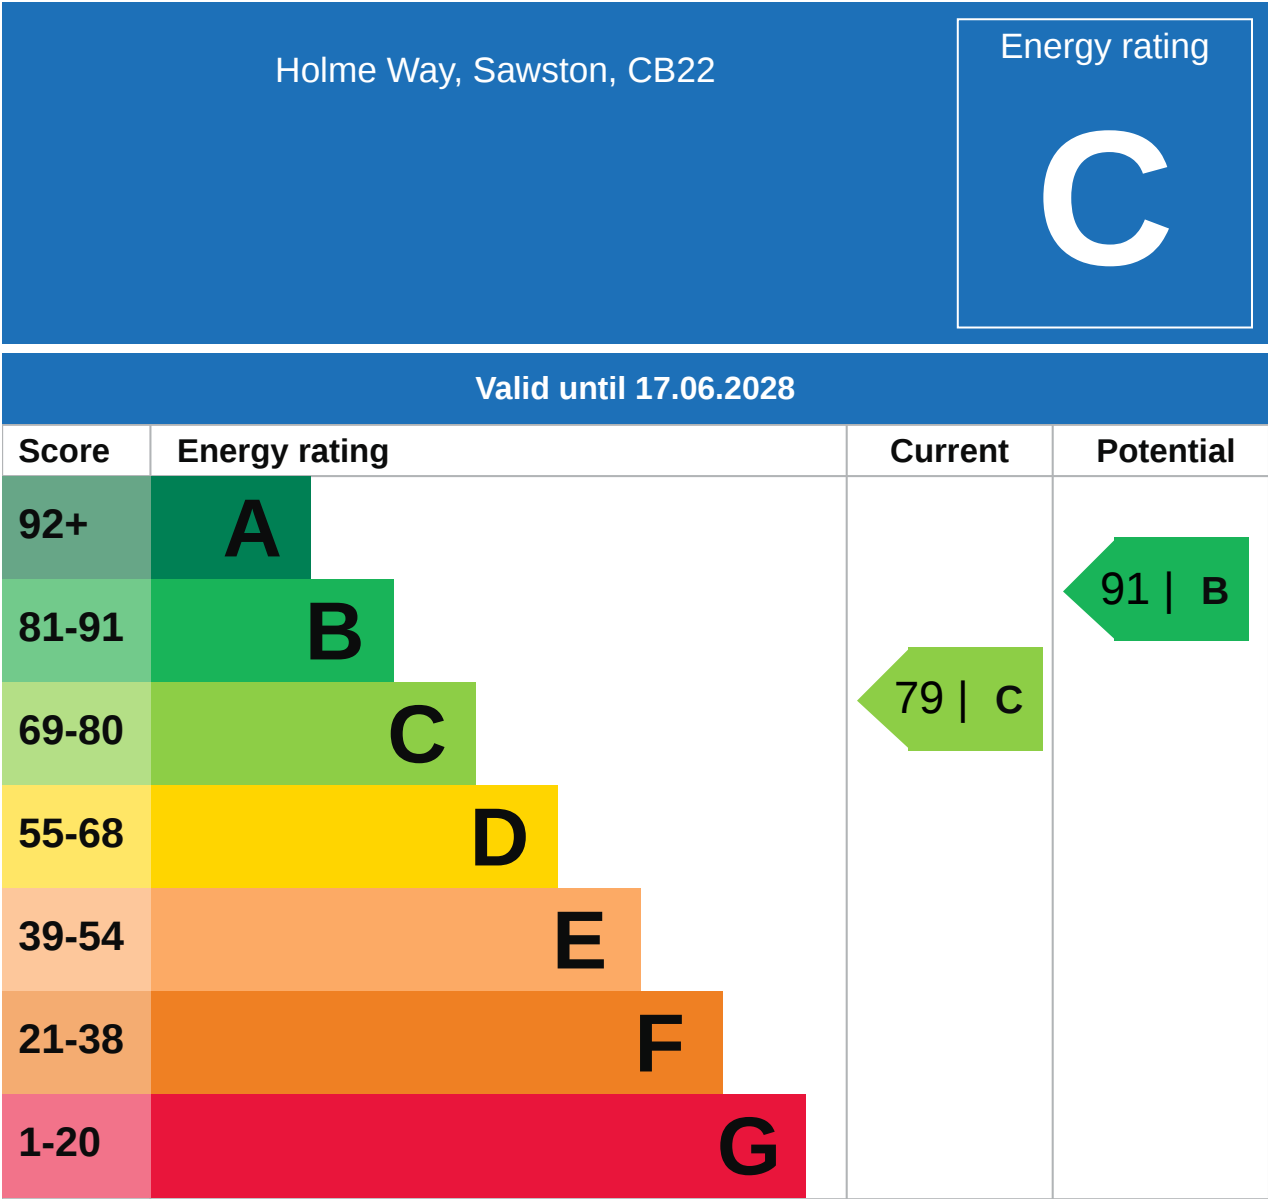 Holme Way, Sawston, CB22
Energy rating
C
Valid until 17.06.2028
Score Energy rating Current Potential
92+ A
81-91 B
91 | B
69-80 C
79 | C
55-68 D
39-54 E
21-38 F
1-20 G